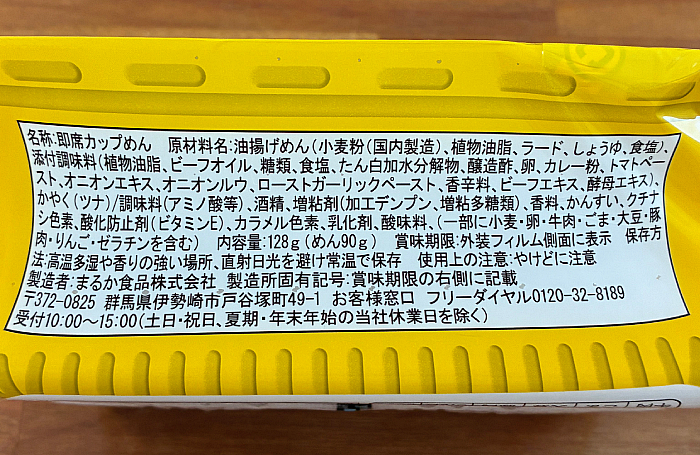 名称:即席カップめん 原材料名:油揚げめん(小麦粉(国内製造)、植物油脂、ラード、しょうゆ、食塩)、
添付調味料(植物油脂、ビーフオイル、糖類、食塩、たん白加水分解物、醸造酢、卵、カレー粉、トマトペー
スト、オニオンエキス、オニオンルウ、ローストガーリックペースト、香辛料、ビーフエキス、酵母エキス)、
かやく(ツナ)/調味料(アミノ酸等)、酒精、増粘剤(加工デンプン、増粘多糖類)、香料、かんすい、クチナ
シ色素、酸化防止剤(ビタミンE)、カラメル色素、乳化剤、酸味料、(一部に小麦・卵・牛肉・ごま・大豆・豚
肉・りんご・ゼラチンを含む) 内容量:128g(めん90g) 賞味期限:外装フィルム側面に表示 保存方
法:高温多湿や香りの強い場所、直射日光を避け常温で保存 使用上の注意:やけどに注意
製造者:まるか食品株式会社 製造所固有記号:賞味期限の右側に記載
〒372-0825 群馬県伊勢崎市戸谷塚町49-1 お客様窓口 フリーダイヤル0120-32-8189
受付10:00〜15:00(土日・祝日、夏期・年末年始の当社休業日を除く)